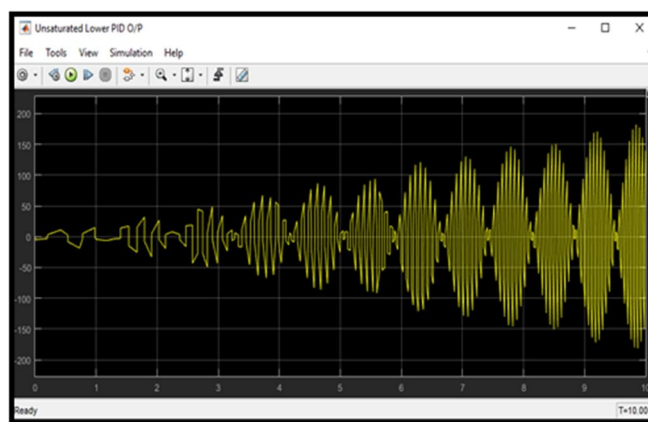 Unsaturated Lower PID O/P
File Tools View Simulation Help
200
150
100
50
0
-50
-100
-150
-200
0 1 2 3 4 5 6 7 8 9 10
Ready T=10.00